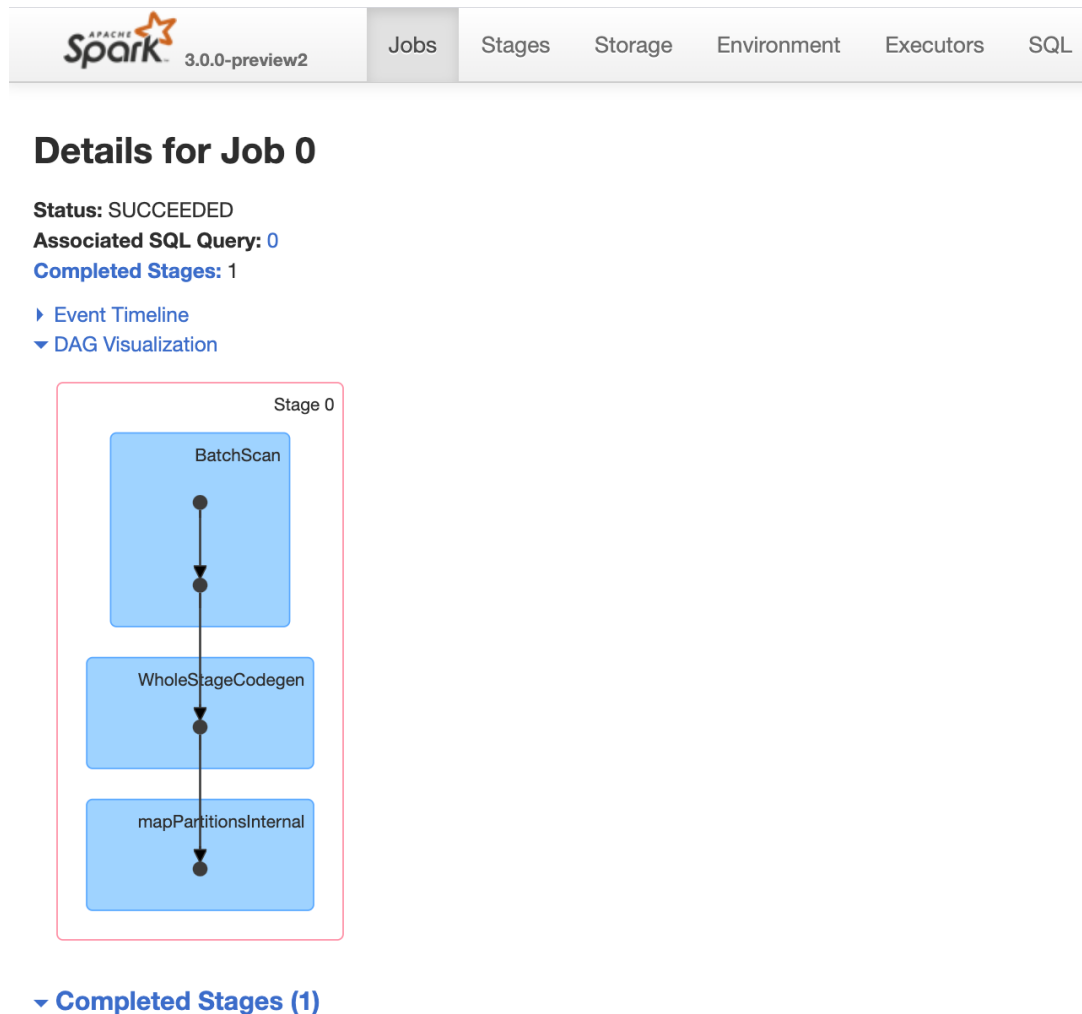 APACHE
Spark™ 3.0.0-preview2 Jobs Stages Storage Environment Executors SQL
Details for Job 0
Status: SUCCEEDED
Associated SQL Query: 0
Completed Stages: 1
Event Timeline
DAG Visualization
Stage 0
BatchScan
WholeStageCodegen
mapPartitionsInternal
Completed Stages (1)